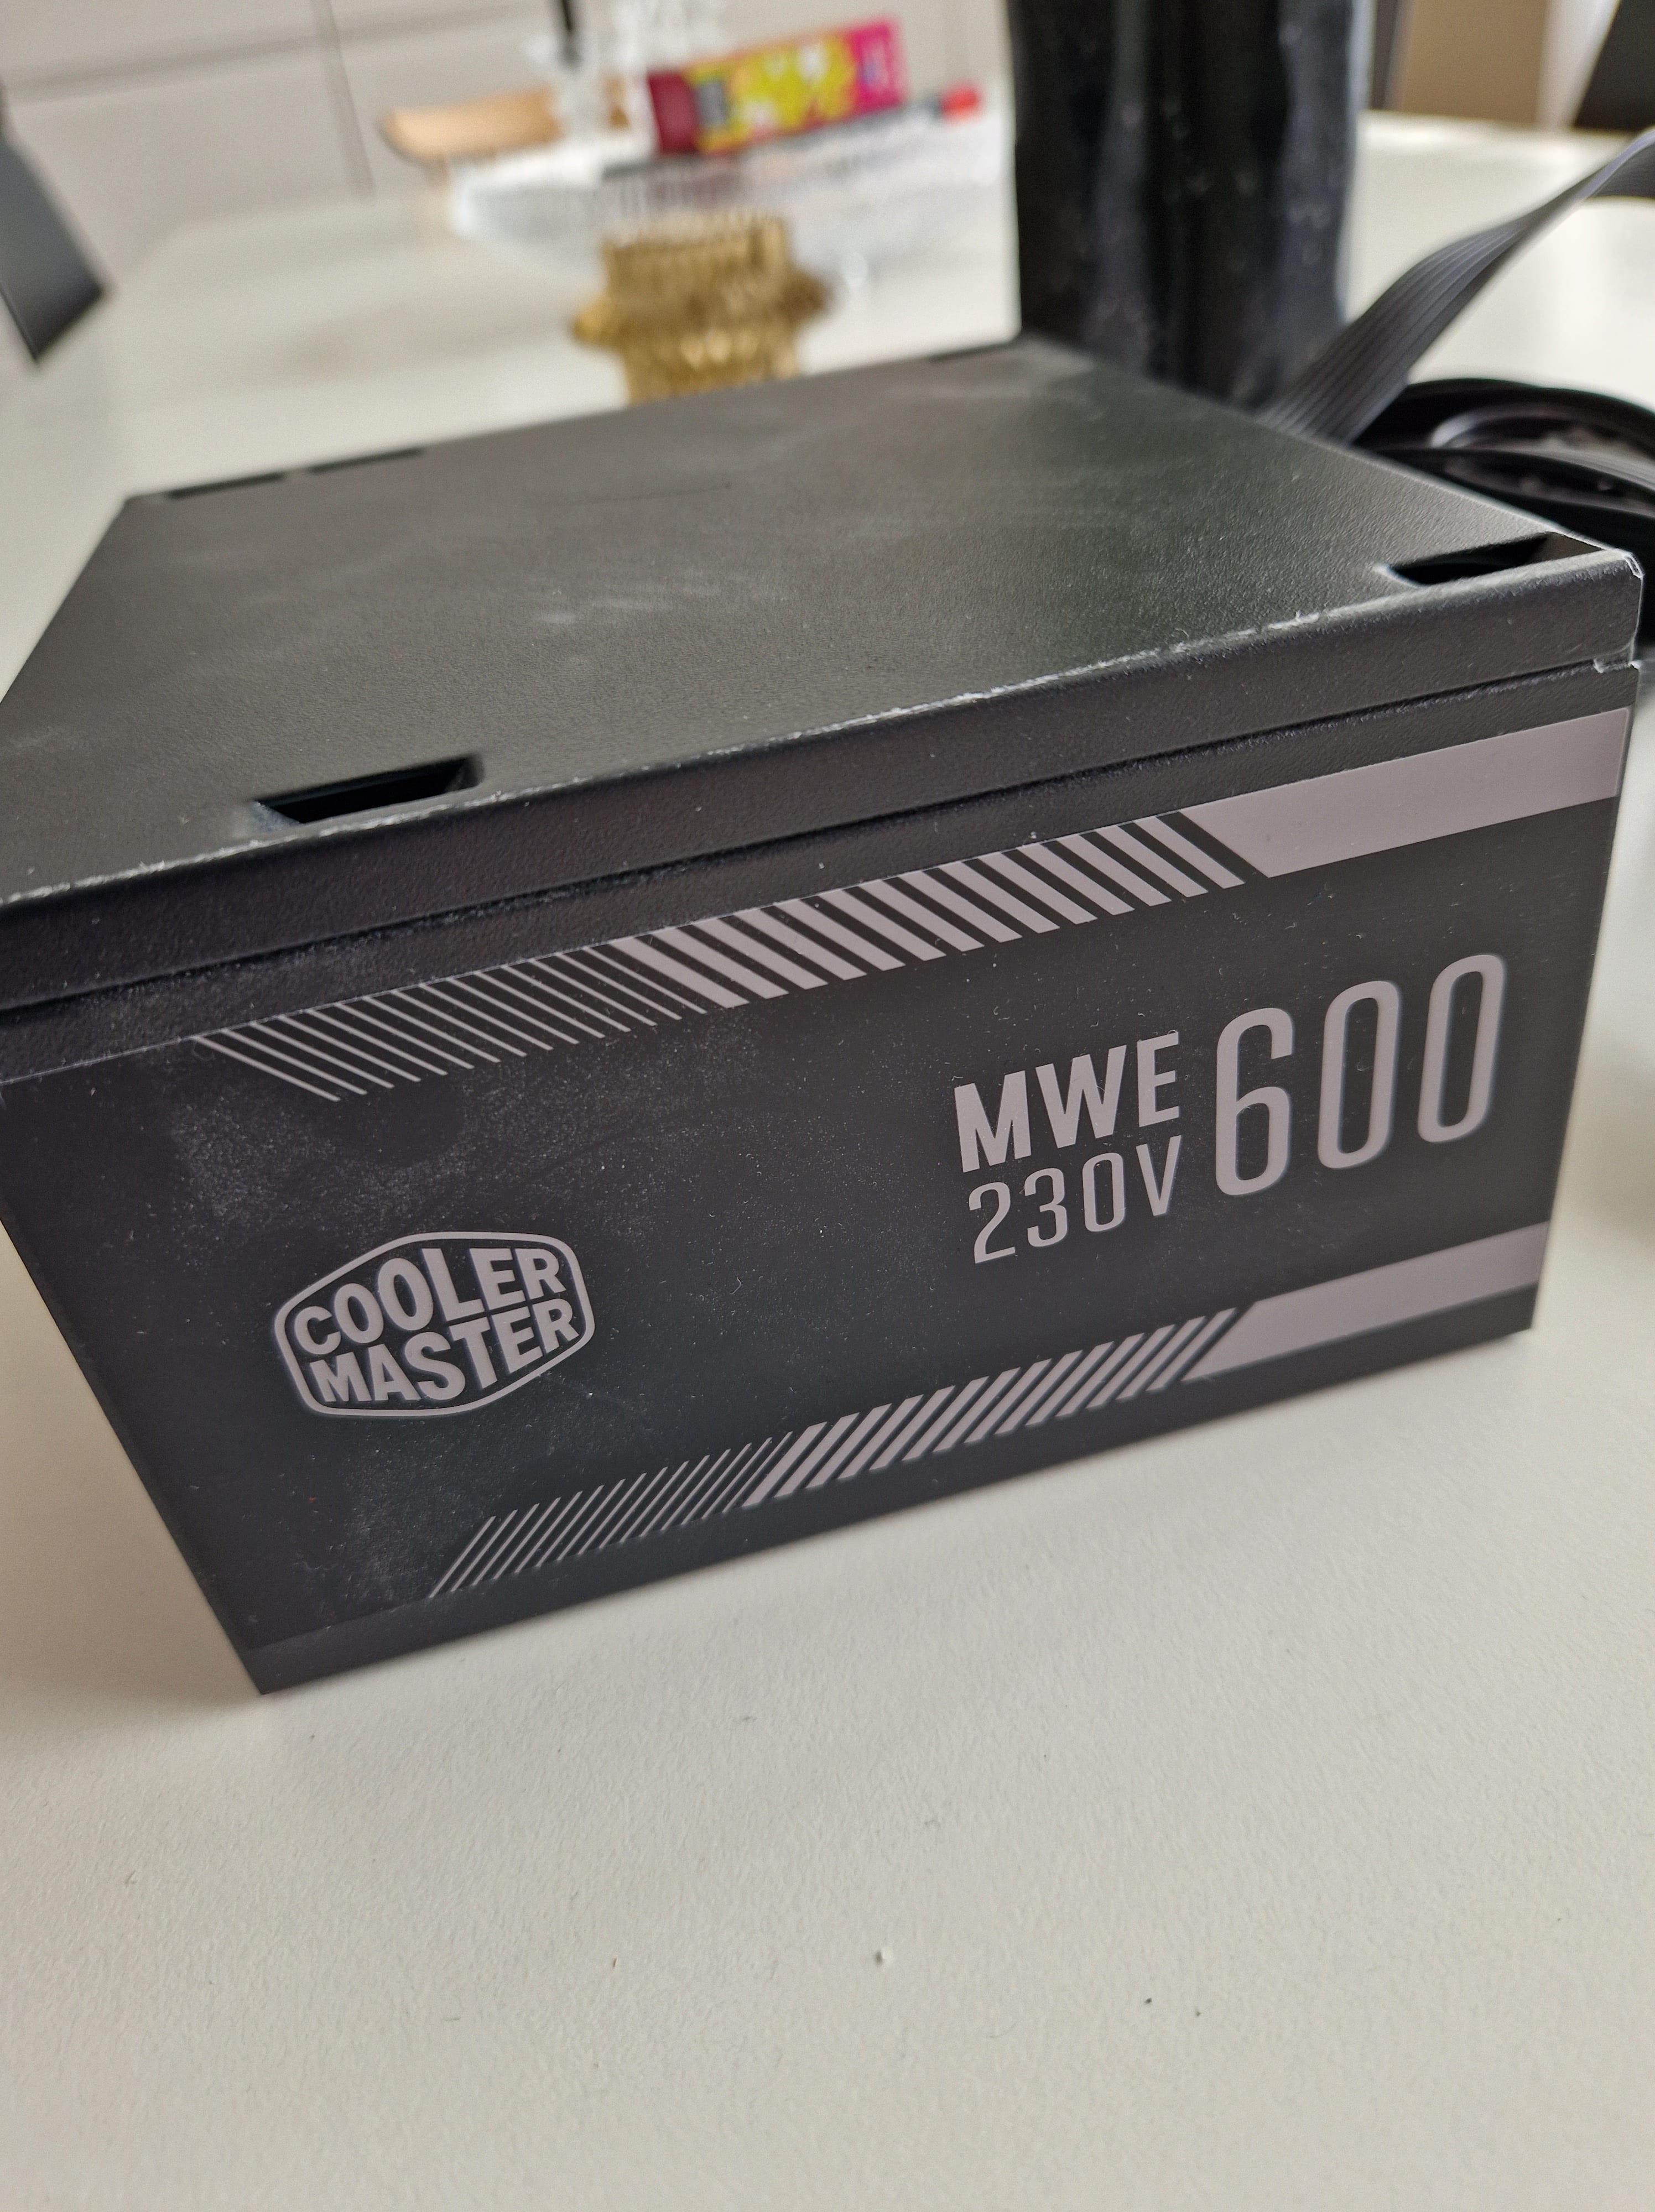 MWE
230V
600
COOLER
MASTER